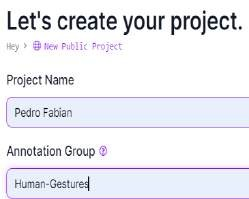 Let's create your project.
Hey > New Public Project
Project Name
Pedro Fabian
Annotation Group ?
Human-Gestures